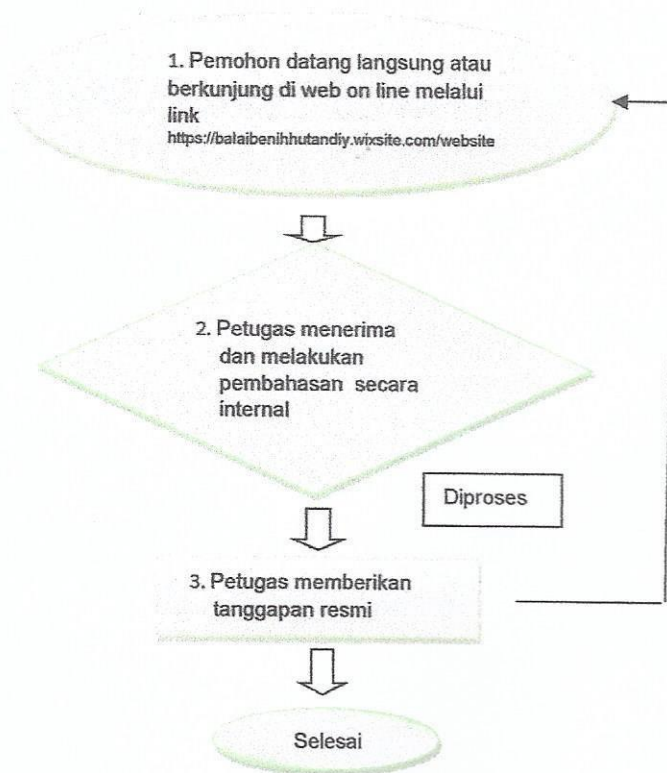 1. Pemohon datang langsung atau
berkunjung di web on line melalui
link
https://balaibenihhutandiy.wixsite.com/website
2. Petugas menerima
dan melakukan
pembahasan secara
internal
Diproses
3. Petugas memberikan
tanggapan resmi
Selesai